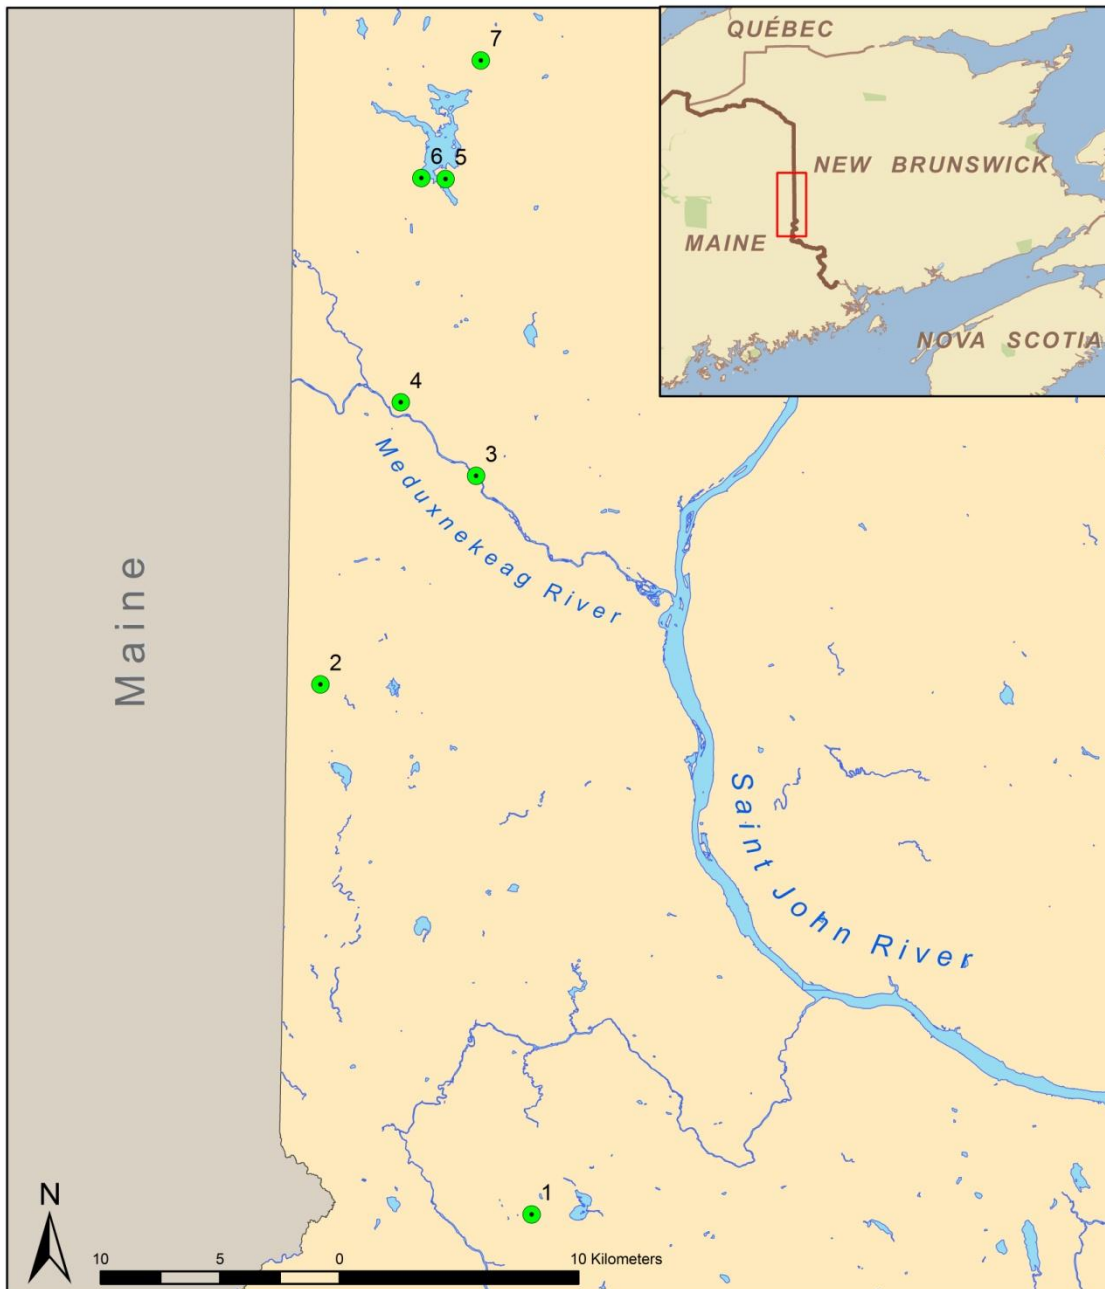 QUÉBEC
NEW BRUNSWICK
MAINE
NOVA SCOTIA
7
6
5
4
3
Meduxnekeag River
Maine
2
Saint John River
1
N
10 5 0 10 Kilometers